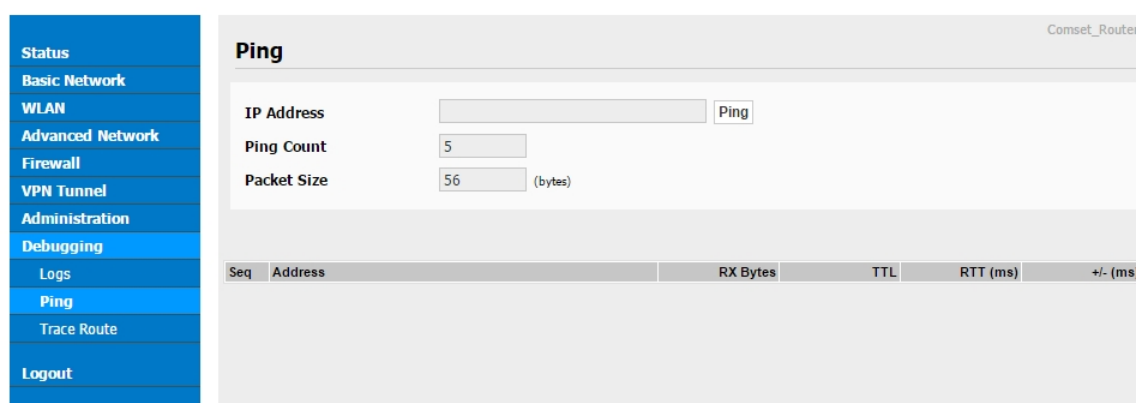 Comset_Router
Status
Basic Network
WLAN
Advanced Network
Firewall
VPN Tunnel
Administration
Debugging
Logs
Ping
Trace Route
Logout
Ping
IP Address Ping
Ping Count 5
Packet Size 56 (bytes)
Seq Address RX Bytes TTL RTT (ms) +/- (ms)